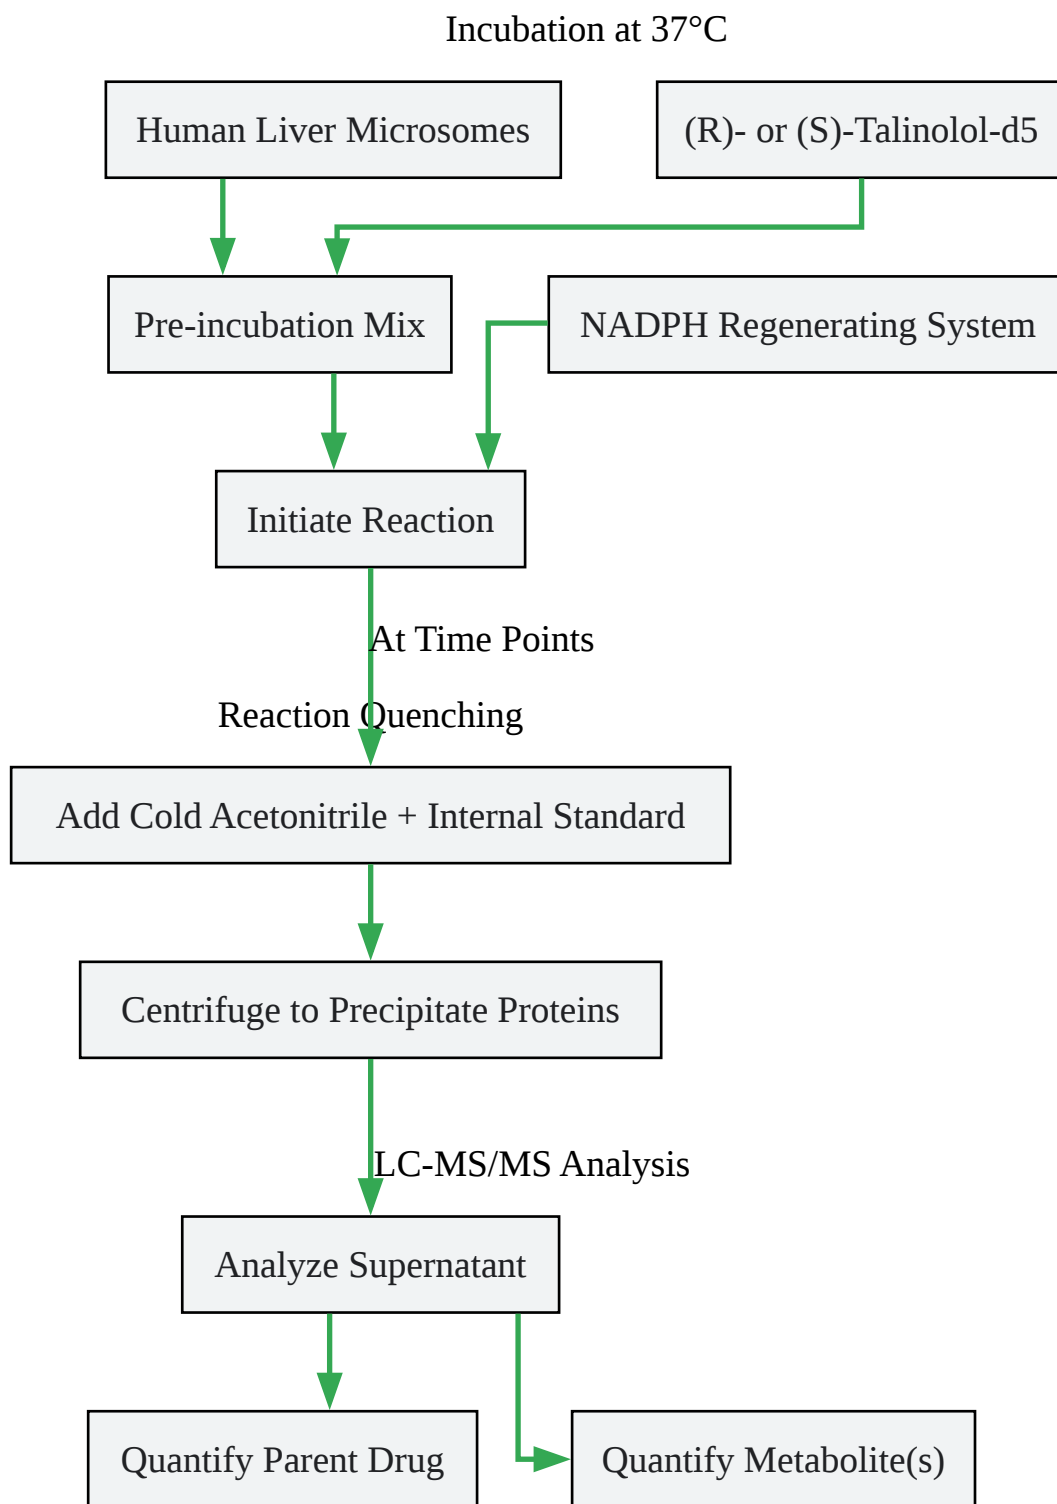 Incubation at 37°C
Human Liver Microsomes
(R)- or (S)-Talinolol-d5
Pre-incubation Mix
NADPH Regenerating System
Initiate Reaction
At Time Points
Reaction Quenching
Add Cold Acetonitrile + Internal Standard
Centrifuge to Precipitate Proteins
LC-MS/MS Analysis
Analyze Supernatant
Quantify Parent Drug
Quantify Metabolite(s)